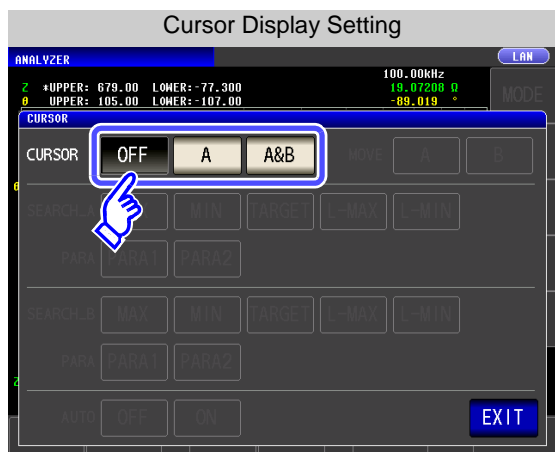 Cursor Display Setting
ANALYZER LAN
100.00kHz
Z *UPPER: 679.00 LOWER:-77.300 19.07208 Ω
θ UPPER: 105.00 LOWER:-107.00 -89.019 °
MODE
CURSOR
CURSOR OFF A A&B MOVE A B
θ
SEARCH_A MIN TARGET L-MAX L-MIN
PARA PARA1 PARA2
SEARCH_B MAX MIN TARGET L-MAX L-MIN
PARA PARA1 PARA2
Z
AUTO OFF ON EXIT